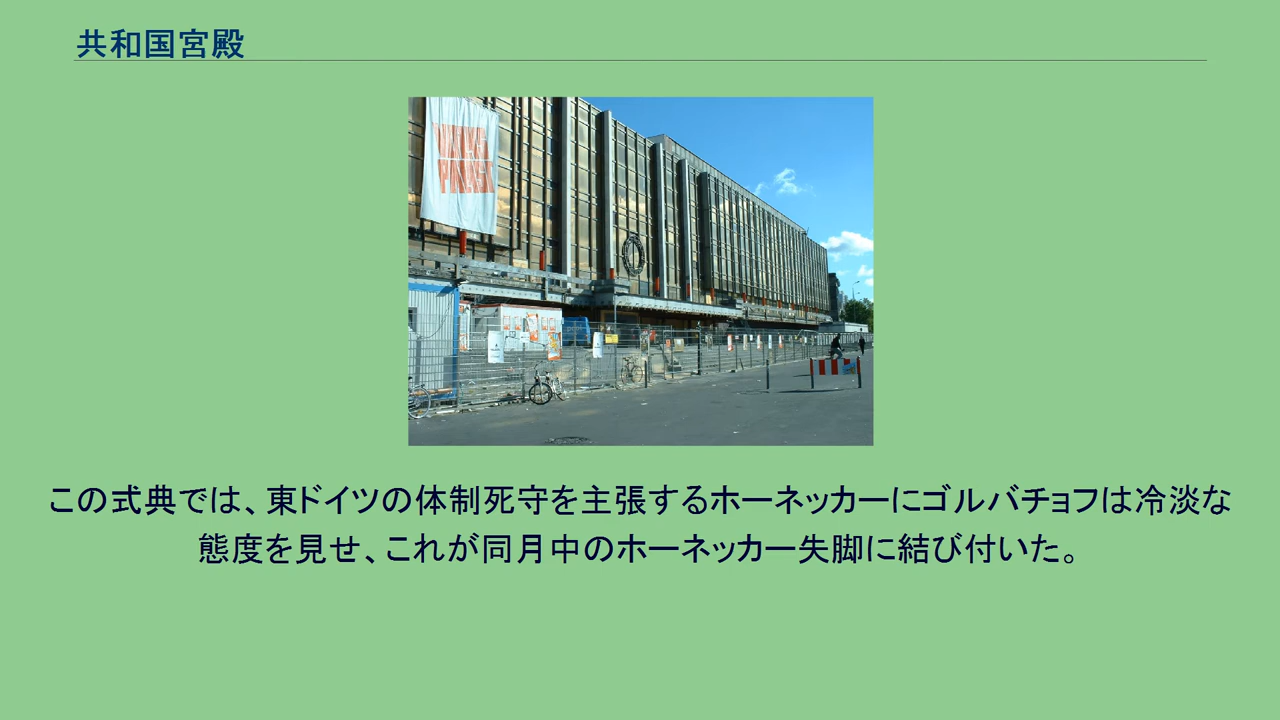 共和国宮殿
この式典では、東ドイツの体制死守を主張するホーネッカーにゴルバチョフは冷淡な
態度を見せ、これが同月中のホーネッカー失脚に結び付いた。